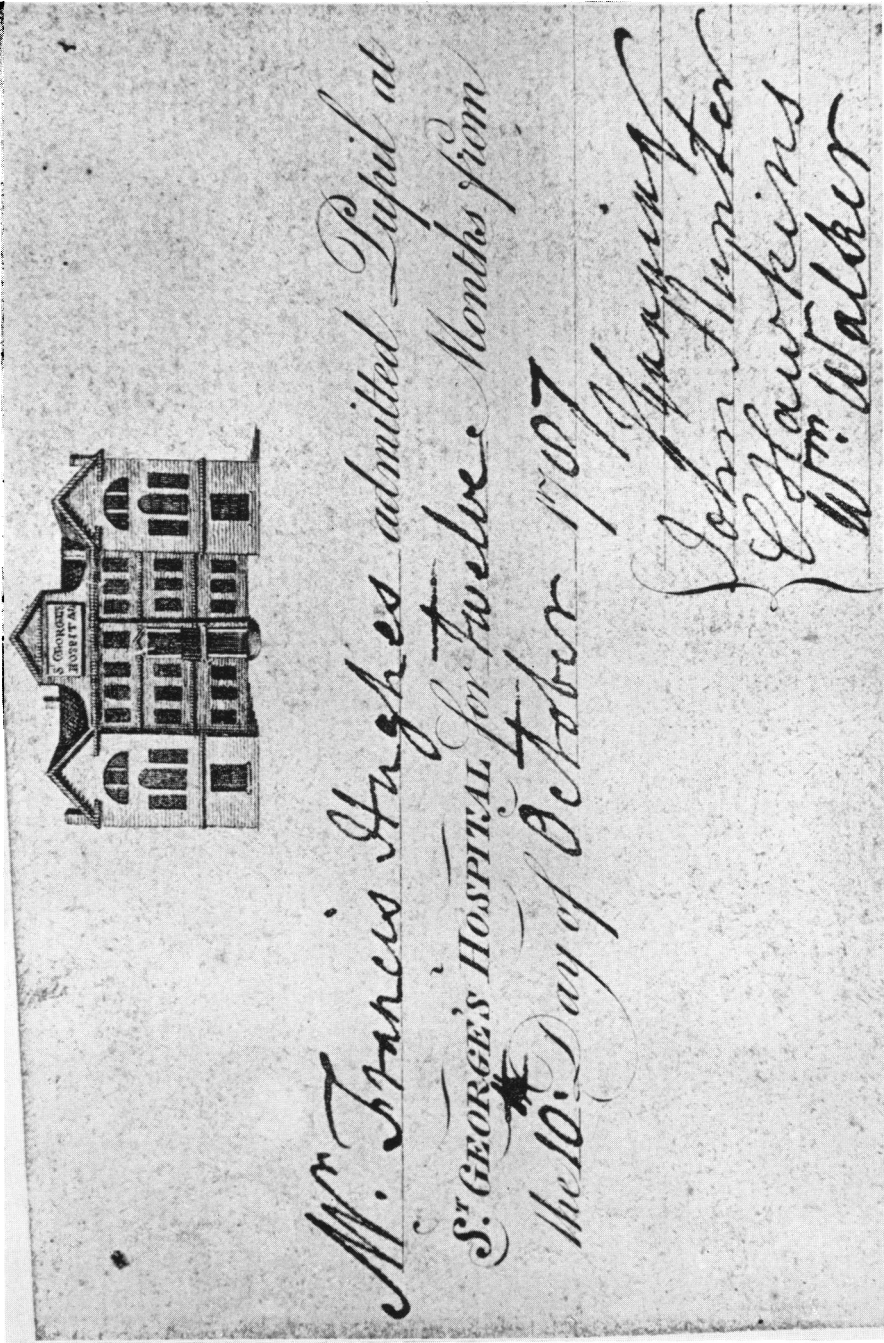 St GEORGE'S
HOSPITAL
Mr. Francis Hughes admitted Pupil at
St. GEORGE'S HOSPITAL for Twelve Months from
the 10th Day of October 1787
John Hunter
C Hawkins
Wm. Walker